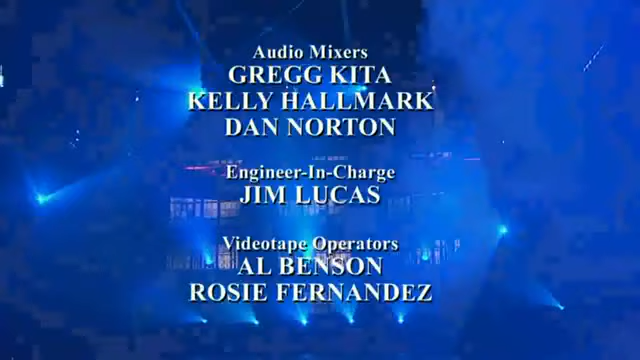 Audio Mixers
GREGG KITA
KELLY HALLMARK
DAN NORTON
Engineer-In-Charge
JIM LUCAS
Videotape Operators
AL BENSON
ROSIE FERNANDEZ